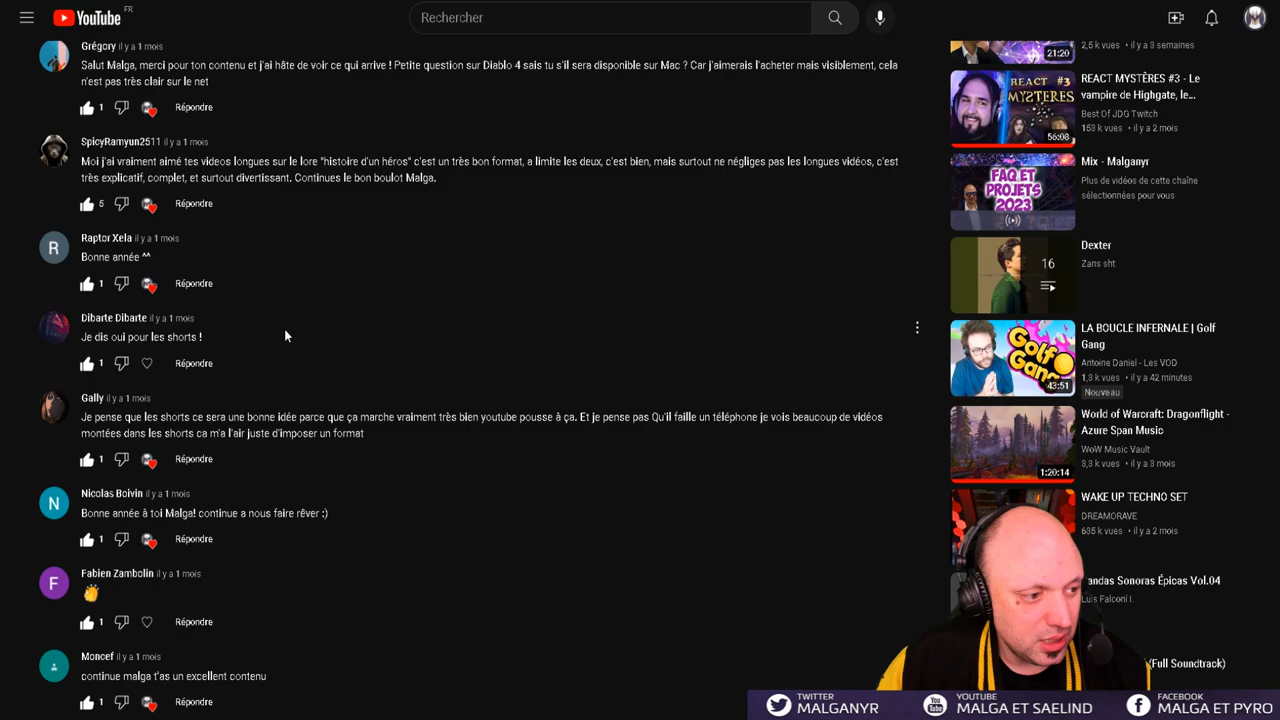 YouTube FR
Rechercher
Grégory il y a 1 mois
Salut Malga, merci pour ton contenu et j'ai hâte de voir ce qui arrive ! Petite question sur Diablo 4 sais tu s'il sera disponible sur Mac ? Car j'aimerais l'acheter mais visiblement, cela
n'est pas très clair sur le net
1 Répondre
SpicyRamyun2511 il y a 1 mois
Moi j'ai vraiment aimé tes videos longues sur le lore "histoire d'un héros" c'est un très bon format, a limite les deux, c'est bien, mais surtout ne négliges pas les longues vidéos, c'est
très explicatif, complet, et surtout divertissant. Continues le bon boulot Malga.
5 Répondre
R
Raptor Xela il y a 1 mois
Bonne année ^^
1 Répondre
Dibarte Dibarte il y a 1 mois
Je dis oui pour les shorts !
1 Répondre
Gally il y a 1 mois
Je pense que les shorts ce sera une bonne idée parce que ça marche vraiment très bien youtube pousse à ça. Et je pense pas Qu'il faille un téléphone je vois beaucoup de vidéos
montées dans les shorts ca m'a l'air juste d'imposer un format
1 Répondre
N
Nicolas Boivin il y a 1 mois
Bonne année à toi Malga! continue a nous faire rêver :)
1 Répondre
F
Fabien Zambolin il y a 1 mois
👏
1 Répondre
Moncef il y a 1 mois
continue malga t'as un excellent contenu
1 Répondre
21:20
2,5 k vues • il y a 3 semaines
REACT #3
MYSTERES
56:08
REACT MYSTÈRES #3 - Le
vampire de Highgate, le...
Best Of JDG Twitch
153 k vues • il y a 2 mois
FAQ ET
PROJETS
2023
Mix - Malganyr
Plus de vidéos de cette chaîne
sélectionnées pour vous
16
Dexter
Zans sht
Golf
Gang
43:51
LA BOUCLE INFERNALE | Golf
Gang
Antoine Daniel - Les VOD
1,3 k vues • il y a 42 minutes
Nouveau
1:20:14
World of Warcraft: Dragonflight -
Azure Span Music
WoW Music Vault
3,3 k vues • il y a 3 mois
WAKE UP TECHNO SET
DREAMORAVE
635 k vues • il y a 2 mois
andas Sonoras Épicas Vol.04
Luis Falconí I.
(Full Soundtrack)
TWITTER
MALGANYR
YOUTUBE
MALGA ET SAELIND
FACEBOOK
MALGA ET PYRO